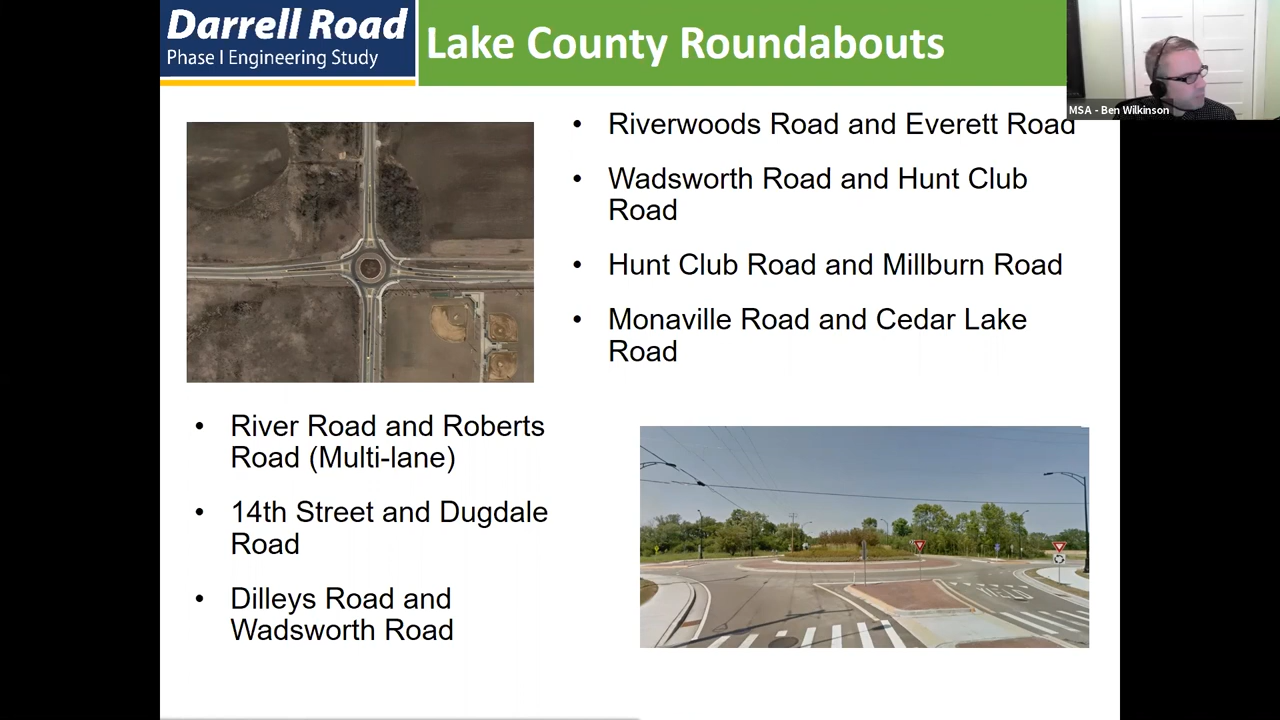 Darrell Road
Phase I Engineering Study
Lake County Roundabouts
MSA - Ben Wilkinson
• Riverwoods Road and Everett Road
• Wadsworth Road and Hunt Club
Road
• Hunt Club Road and Millburn Road
• Monaville Road and Cedar Lake
Road
• River Road and Roberts
Road (Multi-lane)
• 14th Street and Dugdale
Road
• Dilleys Road and
Wadsworth Road
YIELD